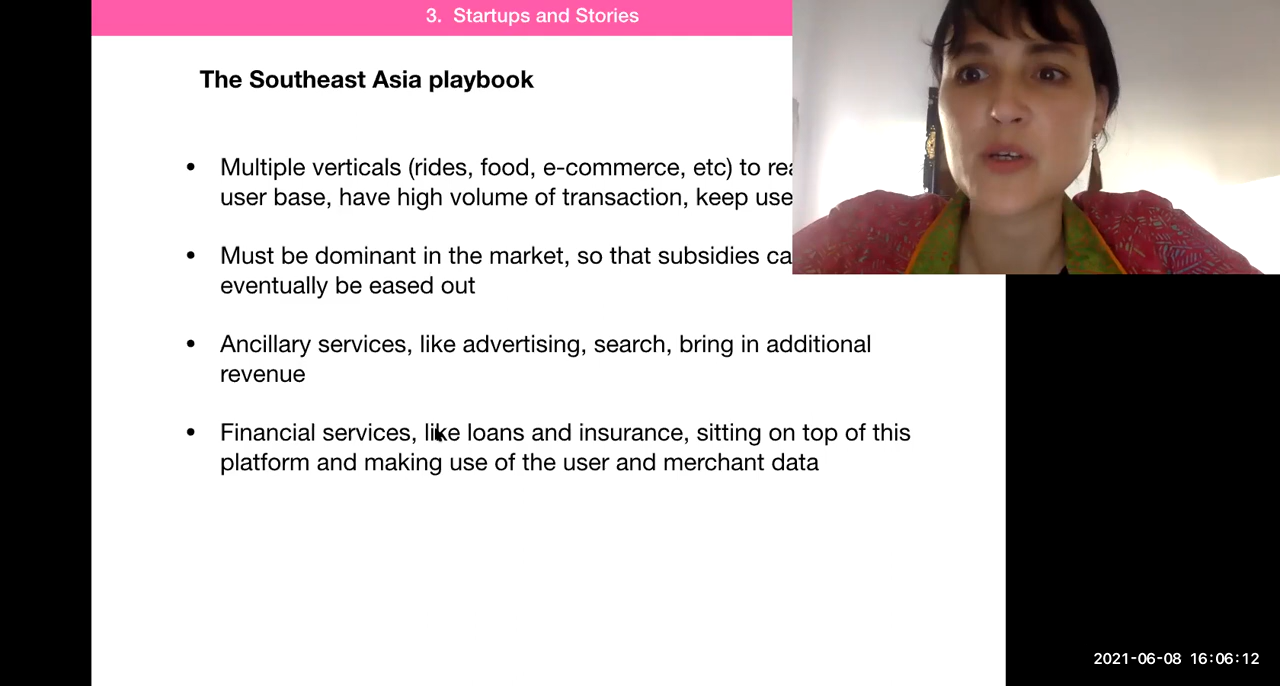 3. Startups and Stories
The Southeast Asia playbook
• Multiple verticals (rides, food, e-commerce, etc) to
user base, have high volume of transaction, keep
• Must be dominant in the market, so that subsidies
eventually be eased out
• Ancillary services, like advertising, search, bring in additional
revenue
• Financial services, like loans and insurance, sitting on top of this
platform and making use of the user and merchant data
2021-06-08 16:06:12